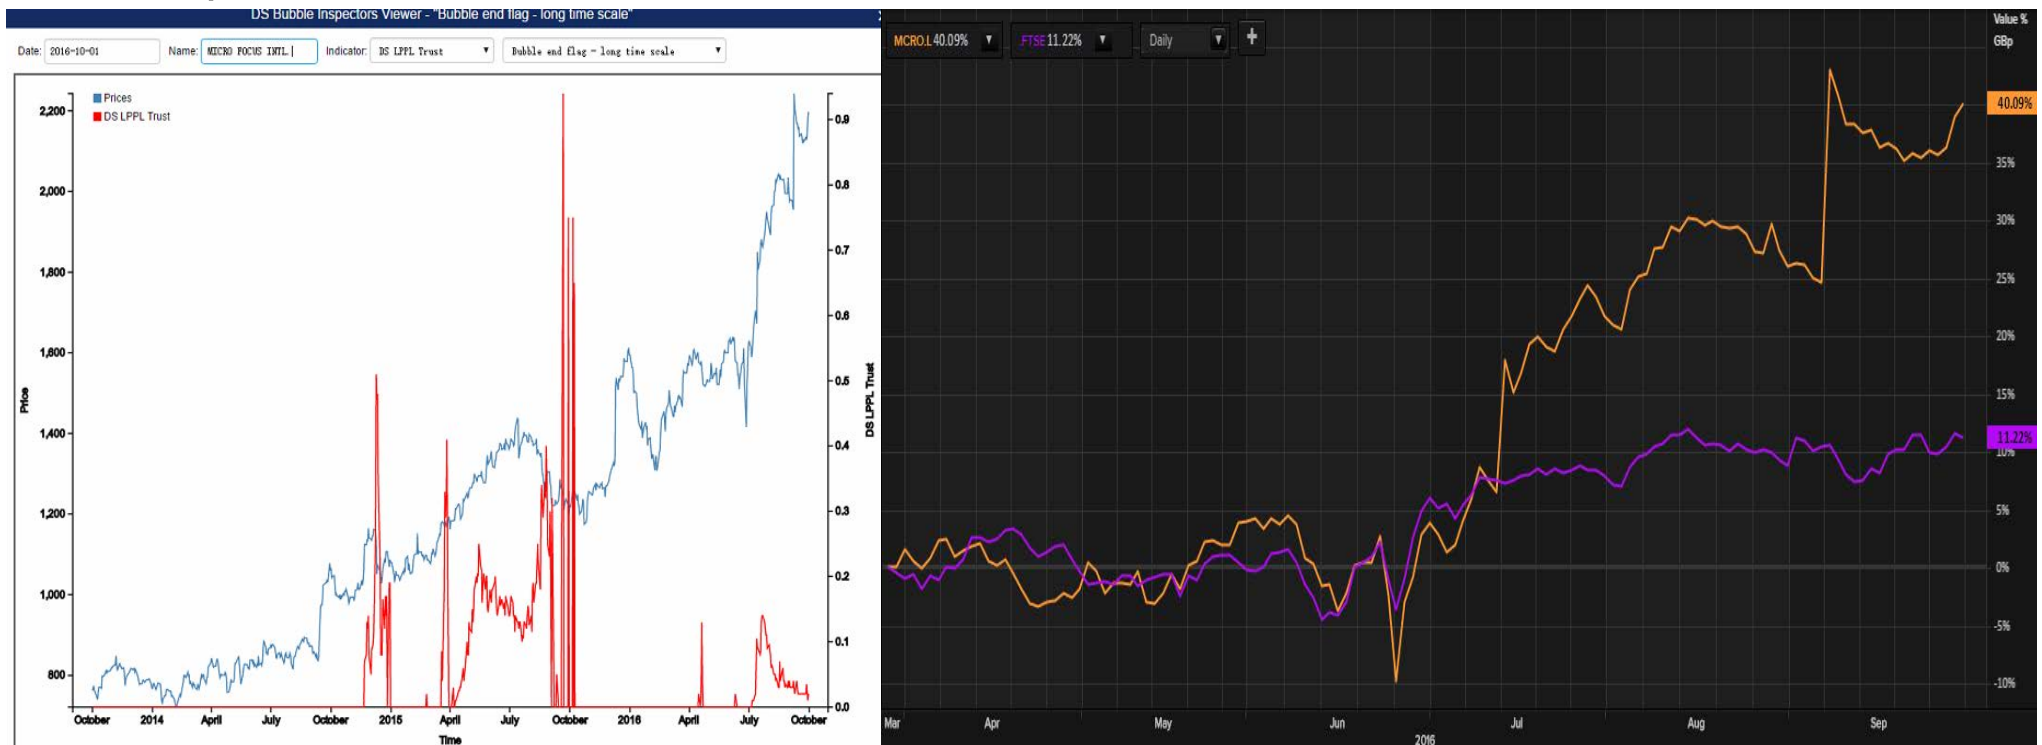 DS Bubble Inspectors Viewer - "Bubble end flag - long time scale"
Date: 2016-10-01 Name: MICRO FOCUS INTL. Indicator: DS LPPL Trust Bubble end flag - long time scale
Prices
DS LPPL Trust
2,200
2,000
1,800
1,600
1,400
1,200
1,000
800
Price
0.9
0.8
0.7
0.6
0.5
0.4
0.3
0.2
0.1
0.0
DS LPPL Trust
October 2014 April July October 2015 April July October 2016 April July October
Time
MCRO.L 40.09% .FTSE 11.22% Daily +
Value %
GBp
40.09%
35%
30%
25%
20%
15%
11.22%
10%
5%
0%
-5%
-10%
Mar Apr May Jun Jul Aug Sep
2016